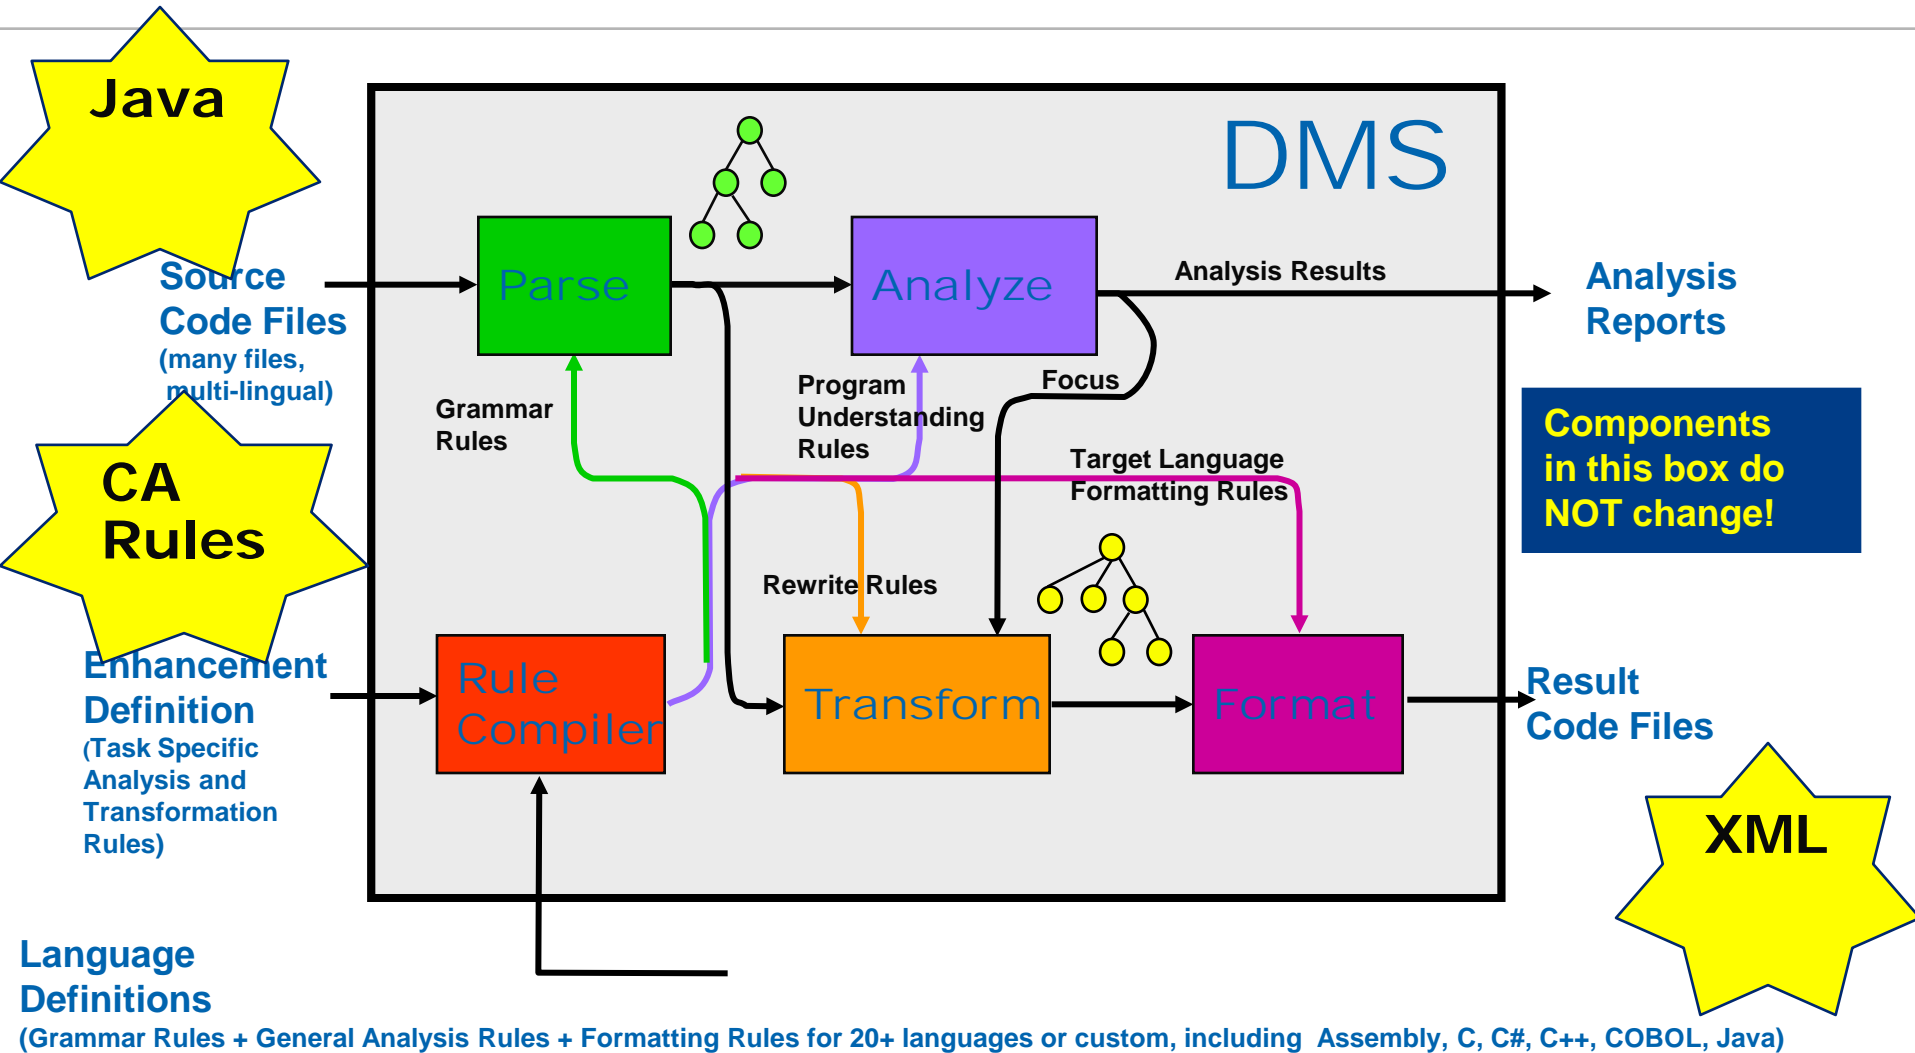 Java
DMS
Source
Code Files
(many files,
multi-lingual)
Parse
Analyze
Analysis Results
Analysis
Reports
Grammar
Rules
Program
Understanding
Rules
Focus
Target Language
Formatting Rules
Components
in this box do
NOT change!
CA
Rules
Rewrite Rules
Enhancement
Definition
(Task Specific
Analysis and
Transformation
Rules)
Rule
Compiler
Transform
Format
Result
Code Files
XML
Language
Definitions
(Grammar Rules + General Analysis Rules + Formatting Rules for 20+ languages or custom, including Assembly, C, C#, C++, COBOL, Java)